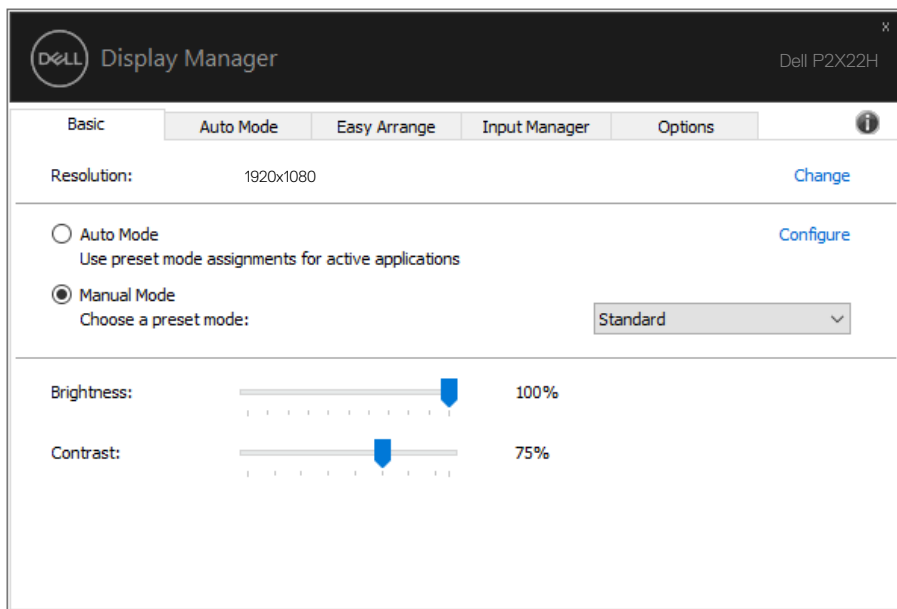 DELL Display Manager
x
Dell P2X22H
Basic Auto Mode Easy Arrange Input Manager Options i
Resolution: 1920x1080 Change
Auto Mode Configure
Use preset mode assignments for active applications
Manual Mode
Choose a preset mode: Standard
Brightness: 100%
Contrast: 75%